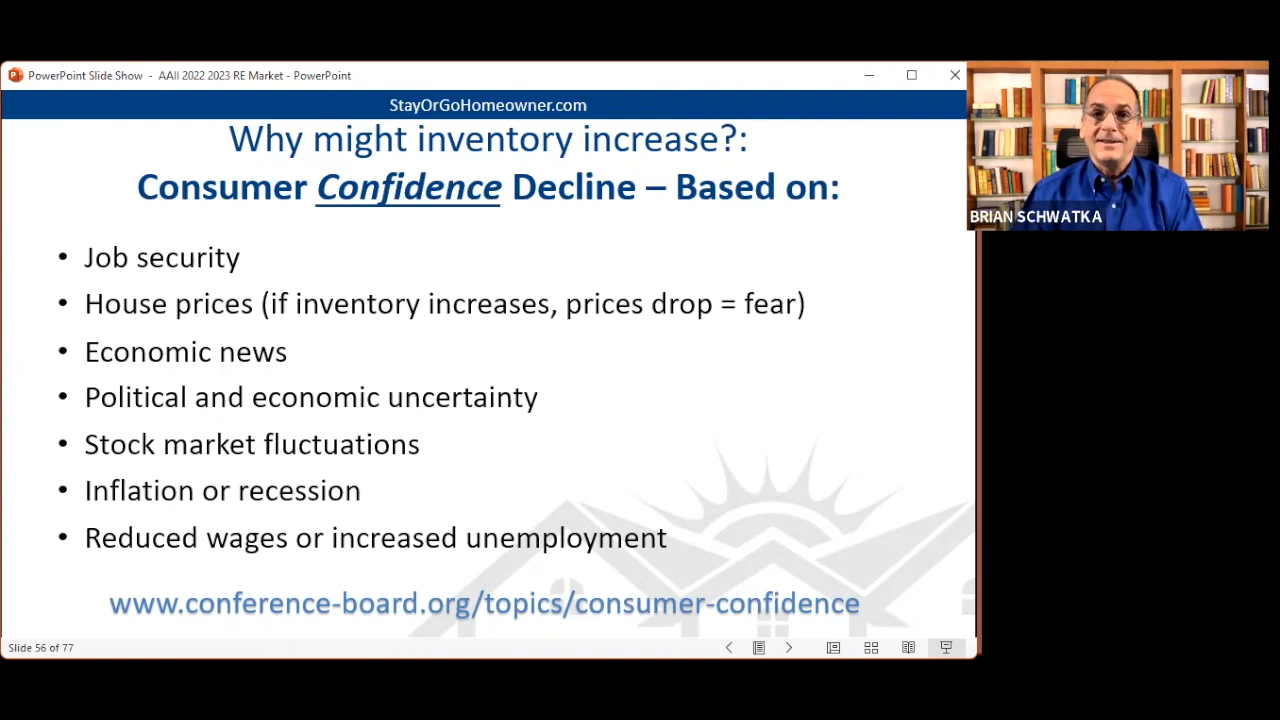 PowerPoint Slide Show - AAII 2022 2023 RE Market - PowerPoint
StayOrGoHomeowner.com
Why might inventory increase?:
Consumer Confidence Decline – Based on:
BRIAN SCHWATKA
• Job security
• House prices (if inventory increases, prices drop = fear)
• Economic news
• Political and economic uncertainty
• Stock market fluctuations
• Inflation or recession
• Reduced wages or increased unemployment
www.conference-board.org/topics/consumer-confidence
Slide 56 of 77